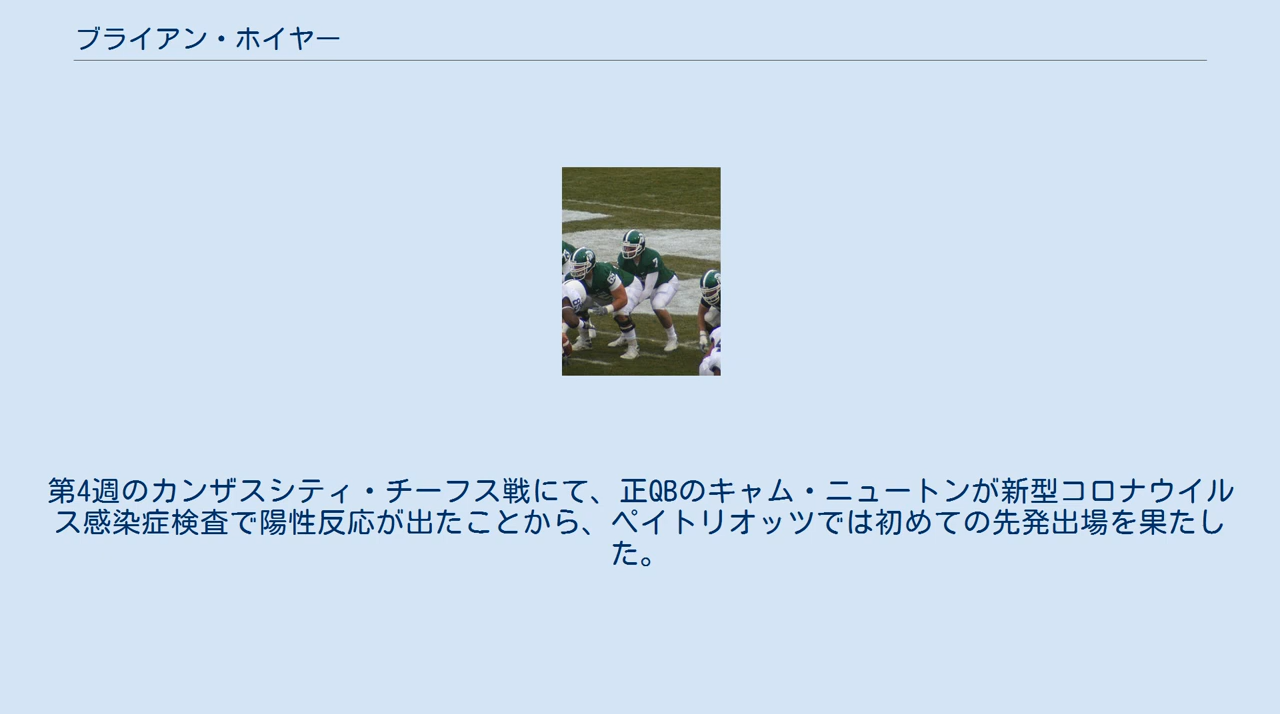 ブライアン・ホイヤー
7
第4週のカンザスシティ・チーフス戦にて、正QBのキャム・ニュートンが新型コロナウイル
ス感染症検査で陽性反応が出たことから、ペイトリオッツでは初めての先発出場を果たし
た。